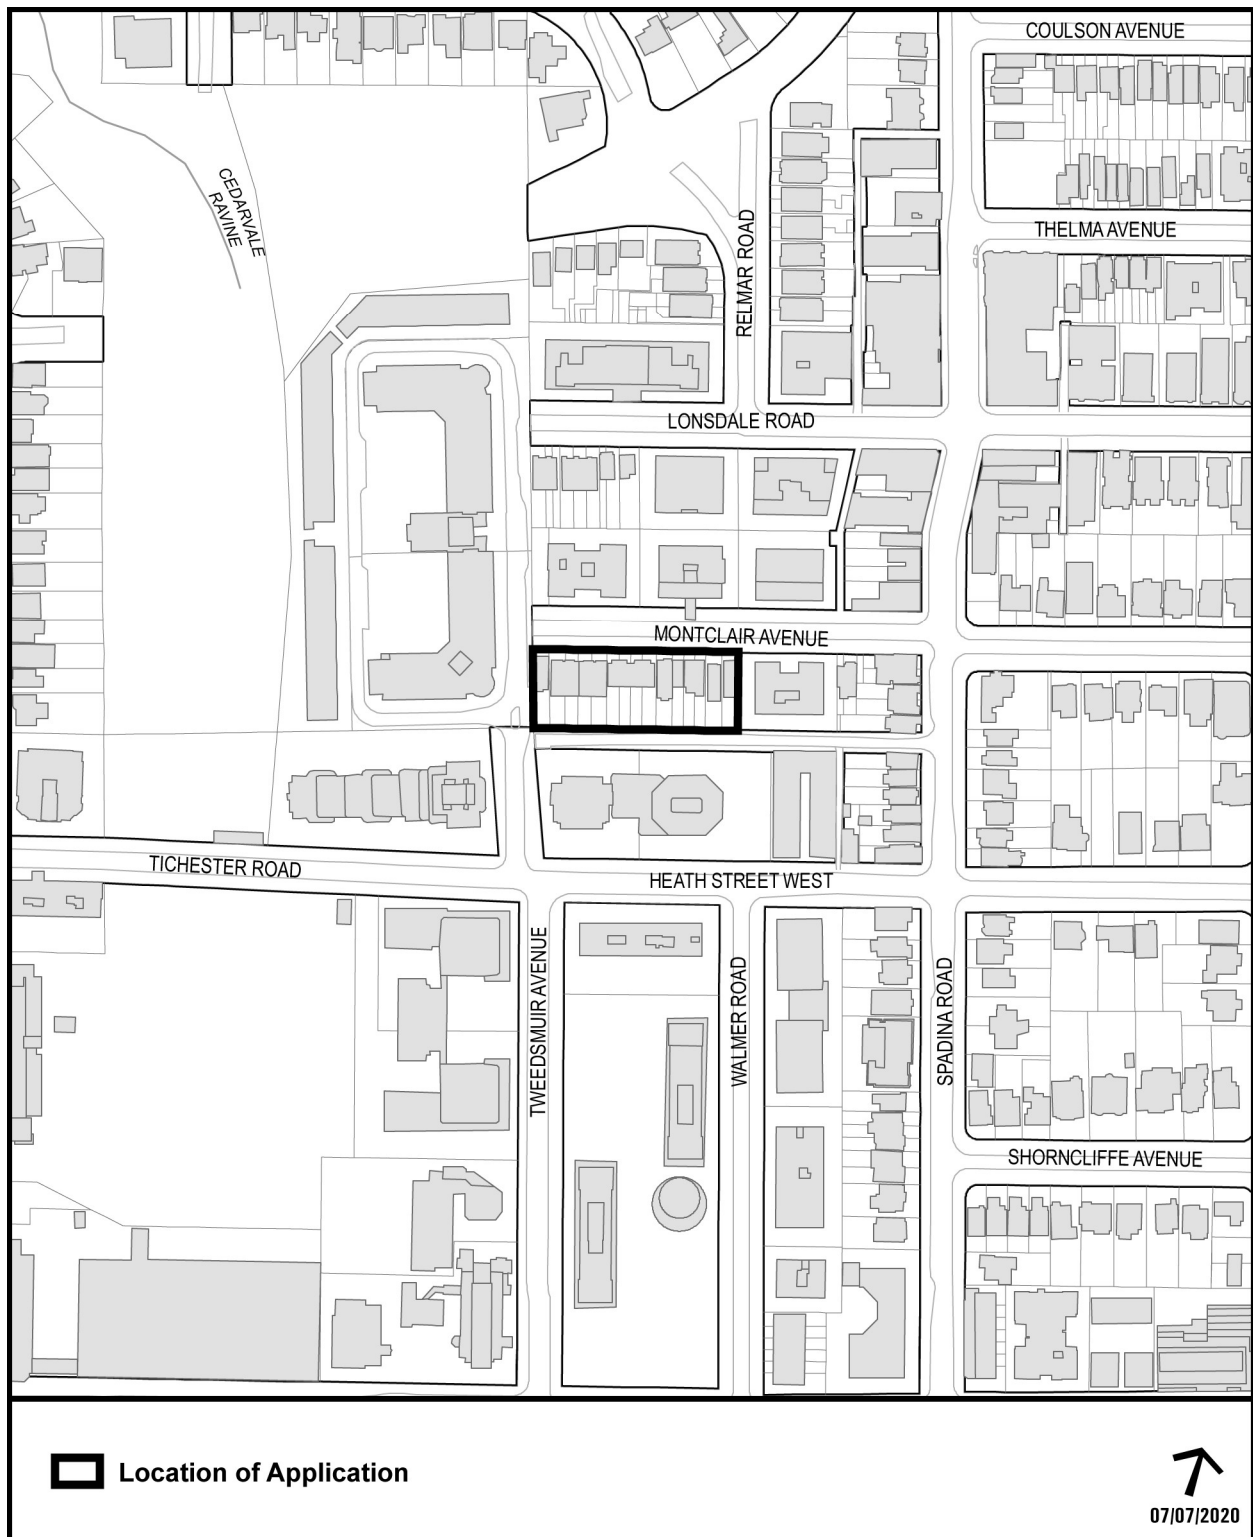 COULSON AVENUE
CEDARVALE
RAVINE
THELMA AVENUE
RELMAR ROAD
LONSDALE ROAD
MONTCLAIR AVENUE
TICHESTER ROAD
HEATH STREET WEST
TWEEDSMUIR AVENUE
WALMER ROAD
SPADINA ROAD
SHORNCLIFFE AVENUE
Location of Application
07/07/2020